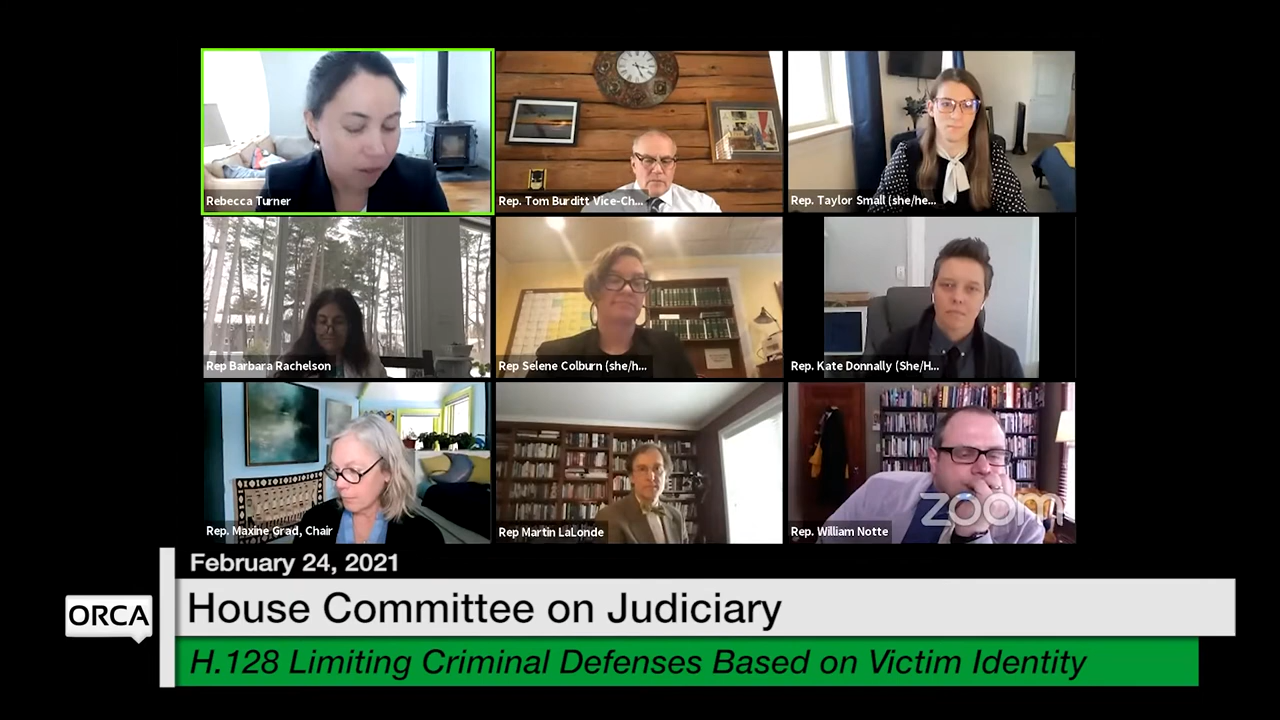 Rebecca Turner
Rep. Tom Burditt Vice-Ch...
Rep. Taylor Small (she/he...
Rep Barbara Rachelson
Rep Selene Colburn (she/h...
Rep. Kate Donnally (She/H...
Rep. Maxine Grad, Chair
Rep Martin LaLonde
Rep. William Notte
zoom
February 24, 2021
ORCA
House Committee on Judiciary
H.128 Limiting Criminal Defenses Based on Victim Identity